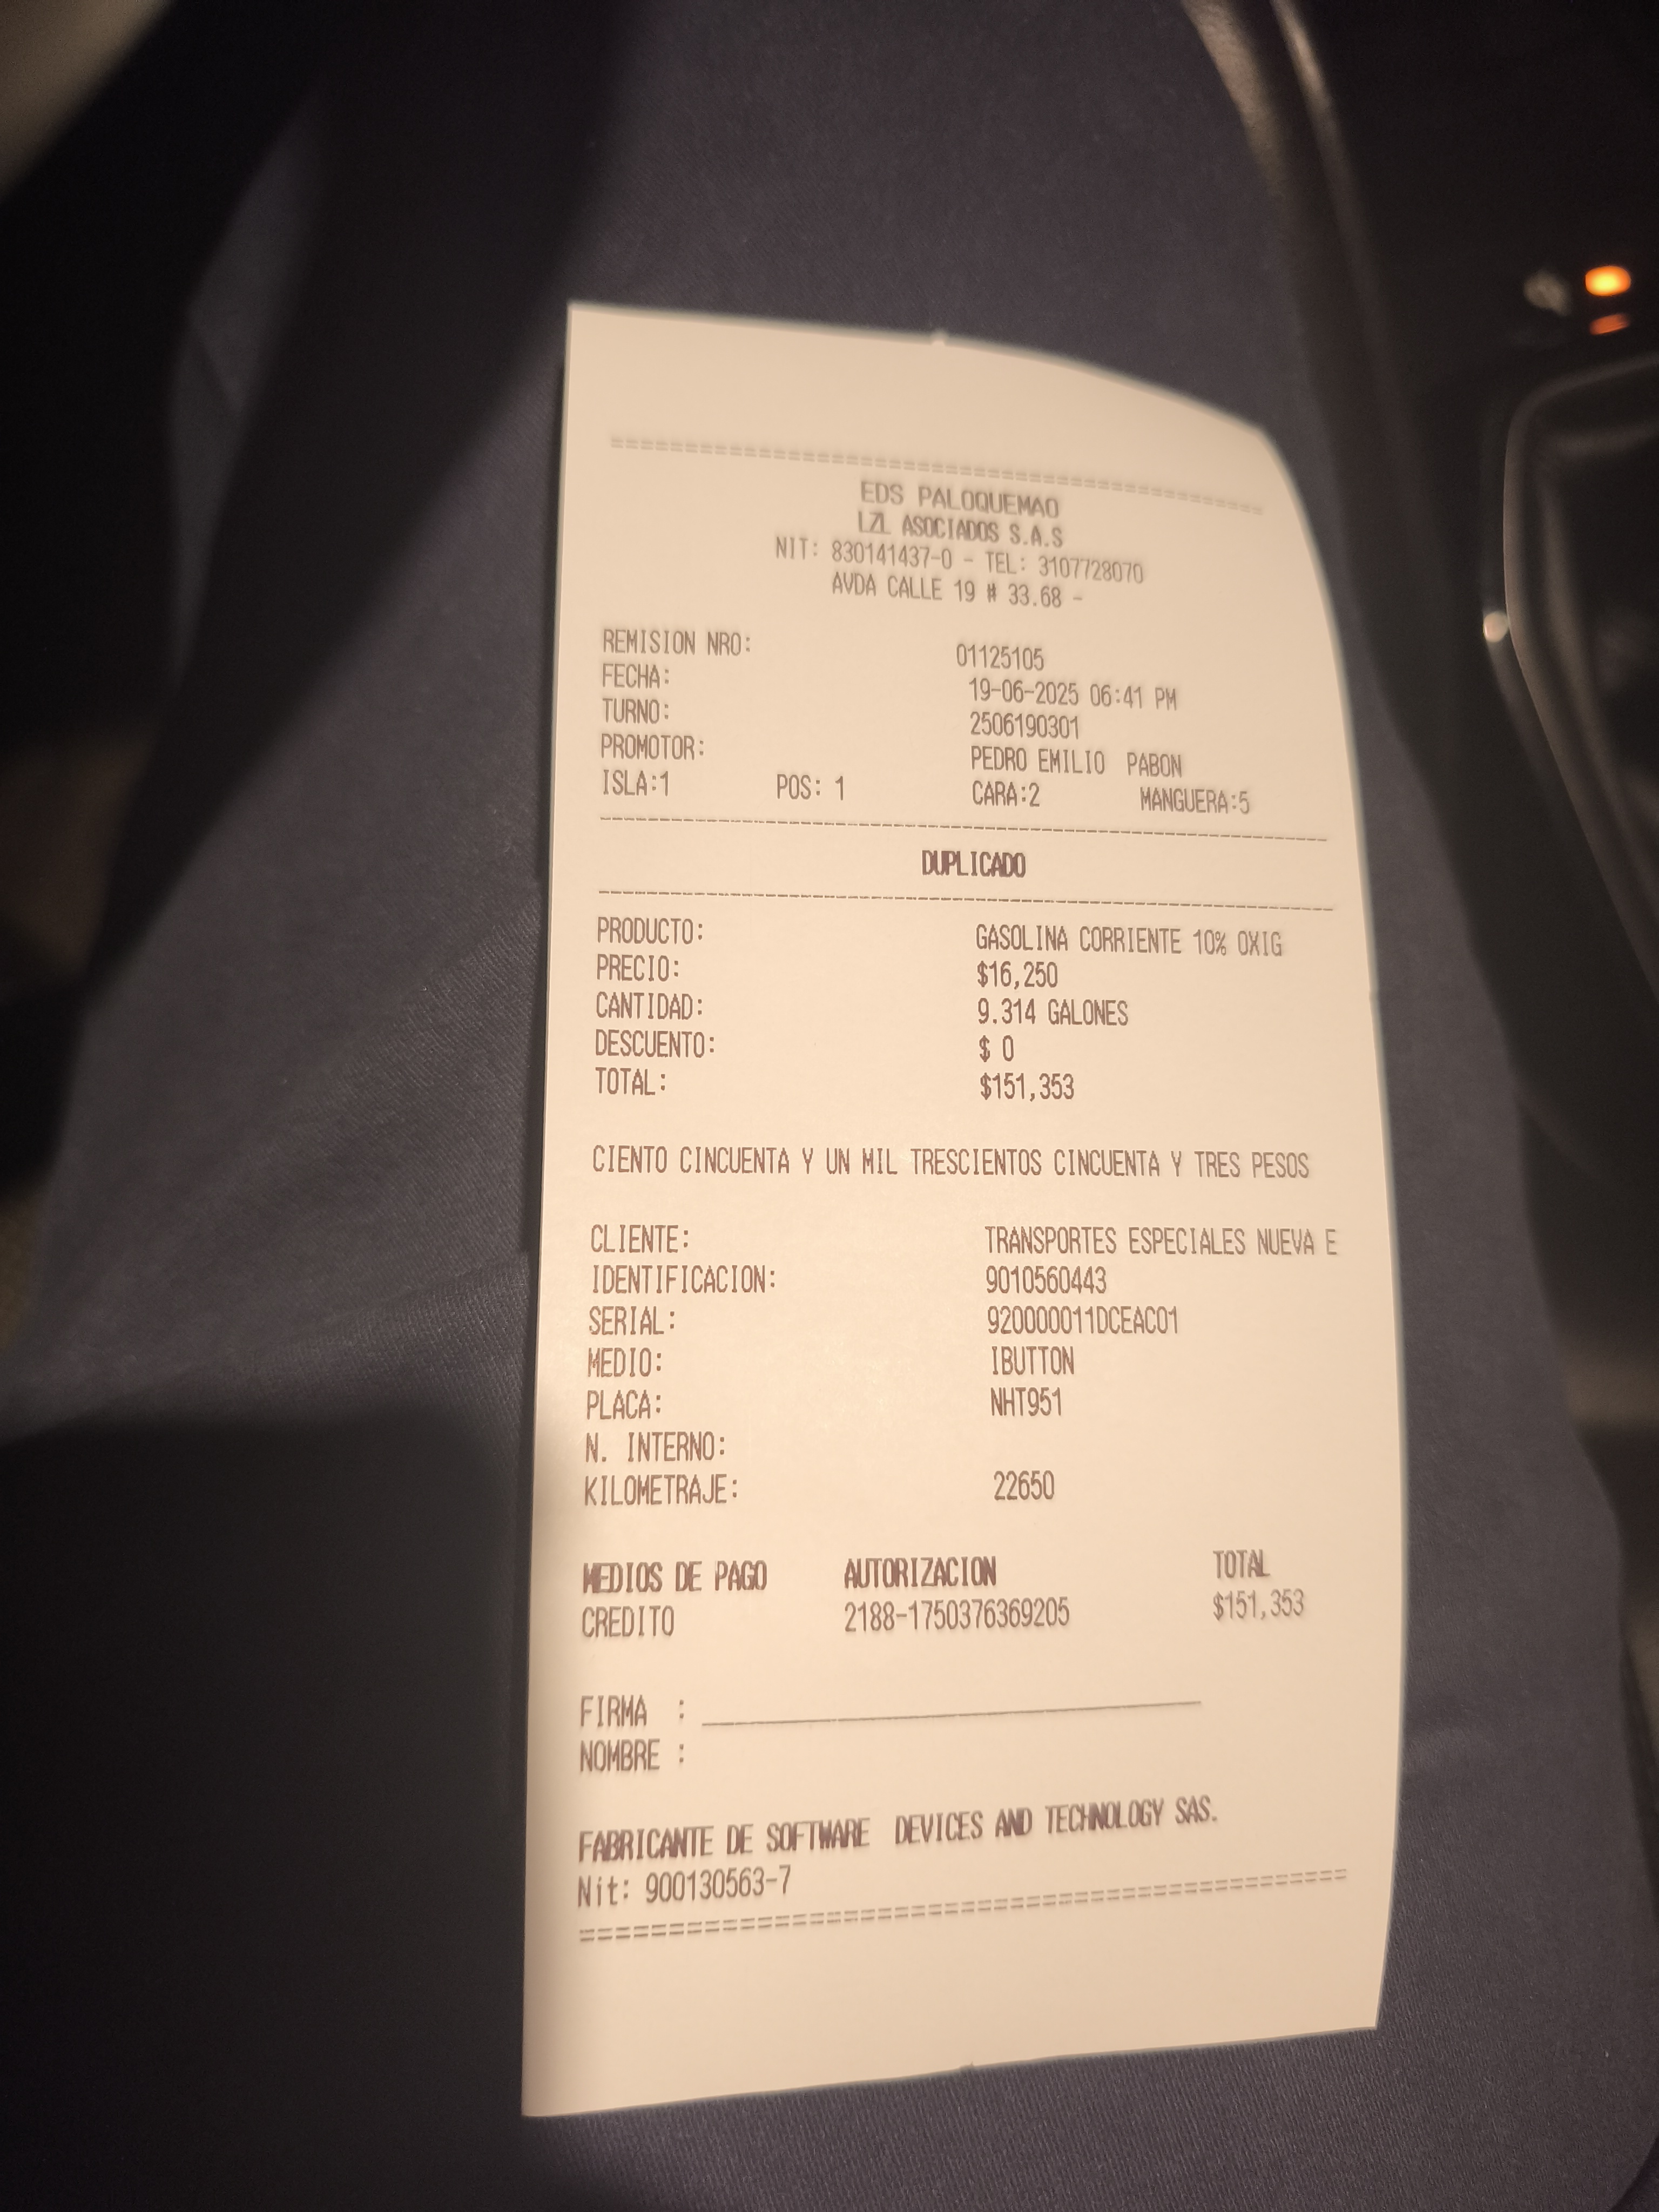 ================================================
EDS PALOQUEMAO
LZL ASOCIADOS S.A.S
NIT: 830141437-0 - TEL: 3107728070
AVDA CALLE 19 # 33.68 -
REMISION NRO: 01125105
FECHA: 19-06-2025 06:41 PM
TURNO: 2506190301
PROMOTOR: PEDRO EMILIO PABON
ISLA:1 POS: 1 CARA:2 MANGUERA:5
------------------------------------------------
DUPLICADO
------------------------------------------------
PRODUCTO: GASOLINA CORRIENTE 10% OXIG
PRECIO: $16,250
CANTIDAD: 9.314 GALONES
DESCUENTO: $ 0
TOTAL: $151,353
CIENTO CINCUENTA Y UN MIL TRESCIENTOS CINCUENTA Y TRES PESOS
CLIENTE: TRANSPORTES ESPECIALES NUEVA E
IDENTIFICACION: 9010560443
SERIAL: 920000011DCEAC01
MEDIO: IBUTTON
PLACA: NHT951
N. INTERNO:
KILOMETRAJE: 22650
MEDIOS DE PAGO AUTORIZACION TOTAL
CREDITO 2188-1750376369205 $151,353
FIRMA : ______________________________
NOMBRE :
FABRICANTE DE SOFTWARE DEVICES AND TECHNOLOGY SAS.
Nit: 900130563-7
================================================